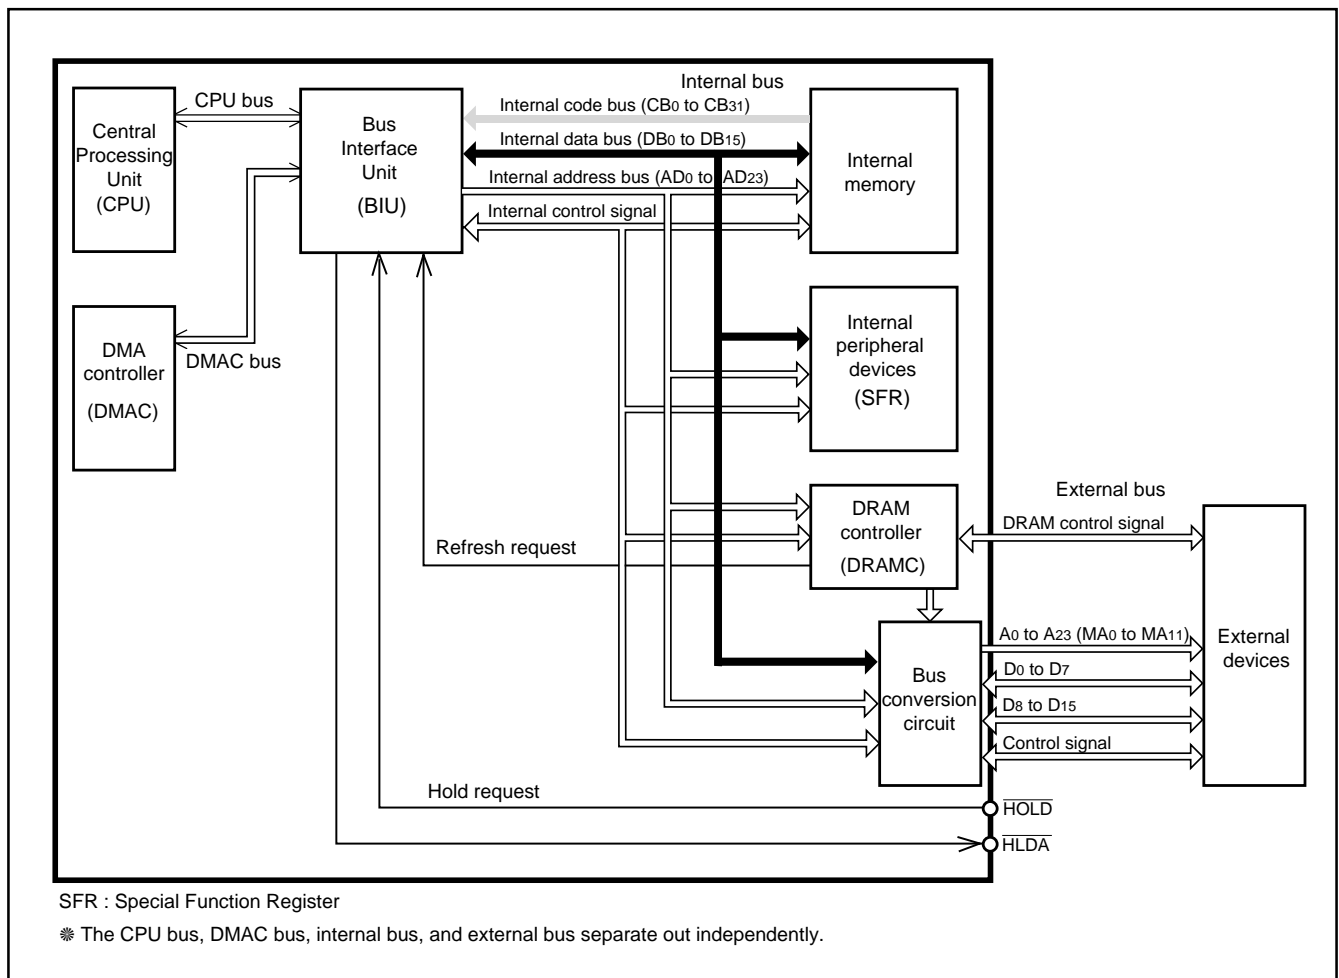 Internal bus
CPU bus
Internal code bus (CB0 to CB31)
Central
Processing
Unit
(CPU)
Bus
Interface
Unit
(BIU)
Internal data bus (DB0 to DB15)
Internal address bus (AD0 to AD23)
Internal control signal
Internal
memory
DMA
controller
(DMAC)
DMAC bus
Internal
peripheral
devices
(SFR)
External bus
DRAM
controller
(DRAMC)
DRAM control signal
Refresh request
A0 to A23 (MA0 to MA11)
D0 to D7
D8 to D15
Control signal
Bus
conversion
circuit
External
devices
Hold request
HOLD
HLDA
SFR : Special Function Register
❋ The CPU bus, DMAC bus, internal bus, and external bus separate out independently.